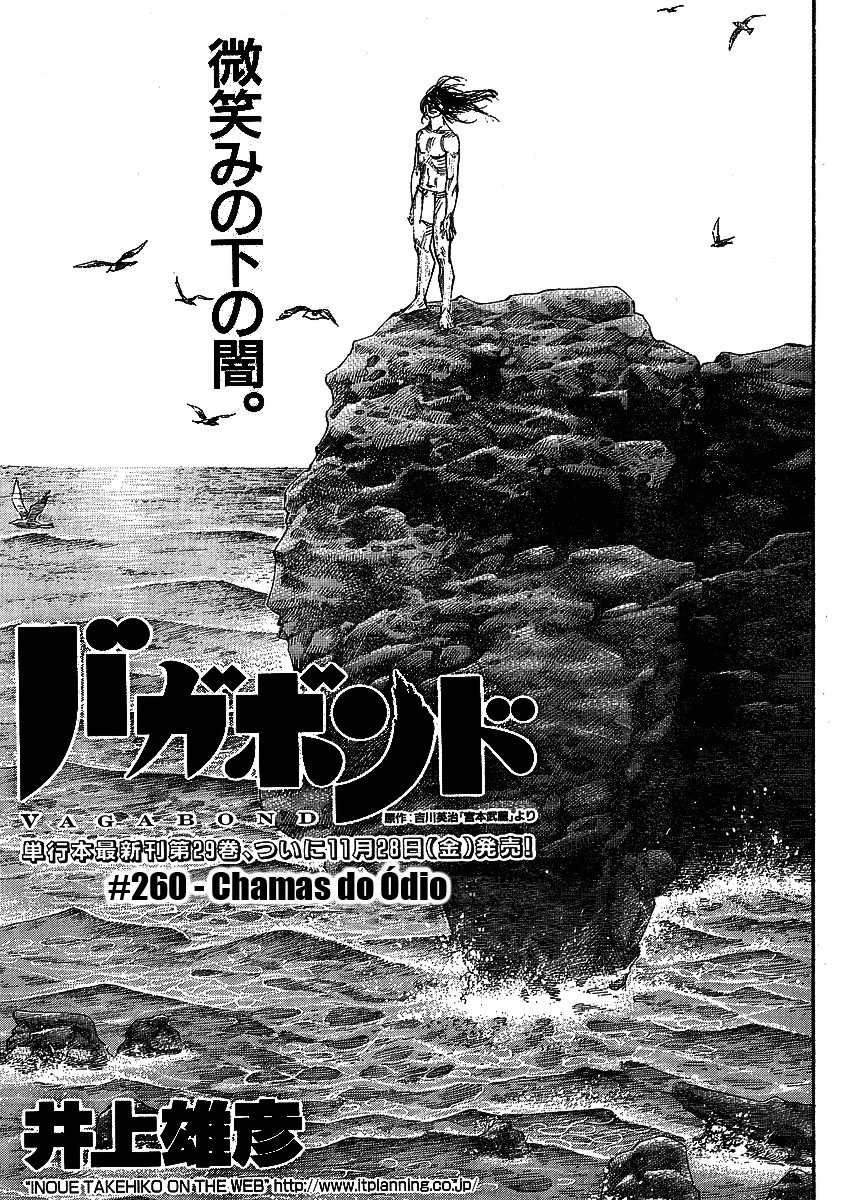 微笑みの下の闇。
バガボンド
VAGABOND
原作：吉川英治「宮本武蔵」より
単行本最新刊第29巻、ついに11月28日(金)発売!
#260 - Chamas do Ódio
井上雄彦
"INOUE TAKEHIKO ON THE WEB" http://www.itplanning.co.jp/